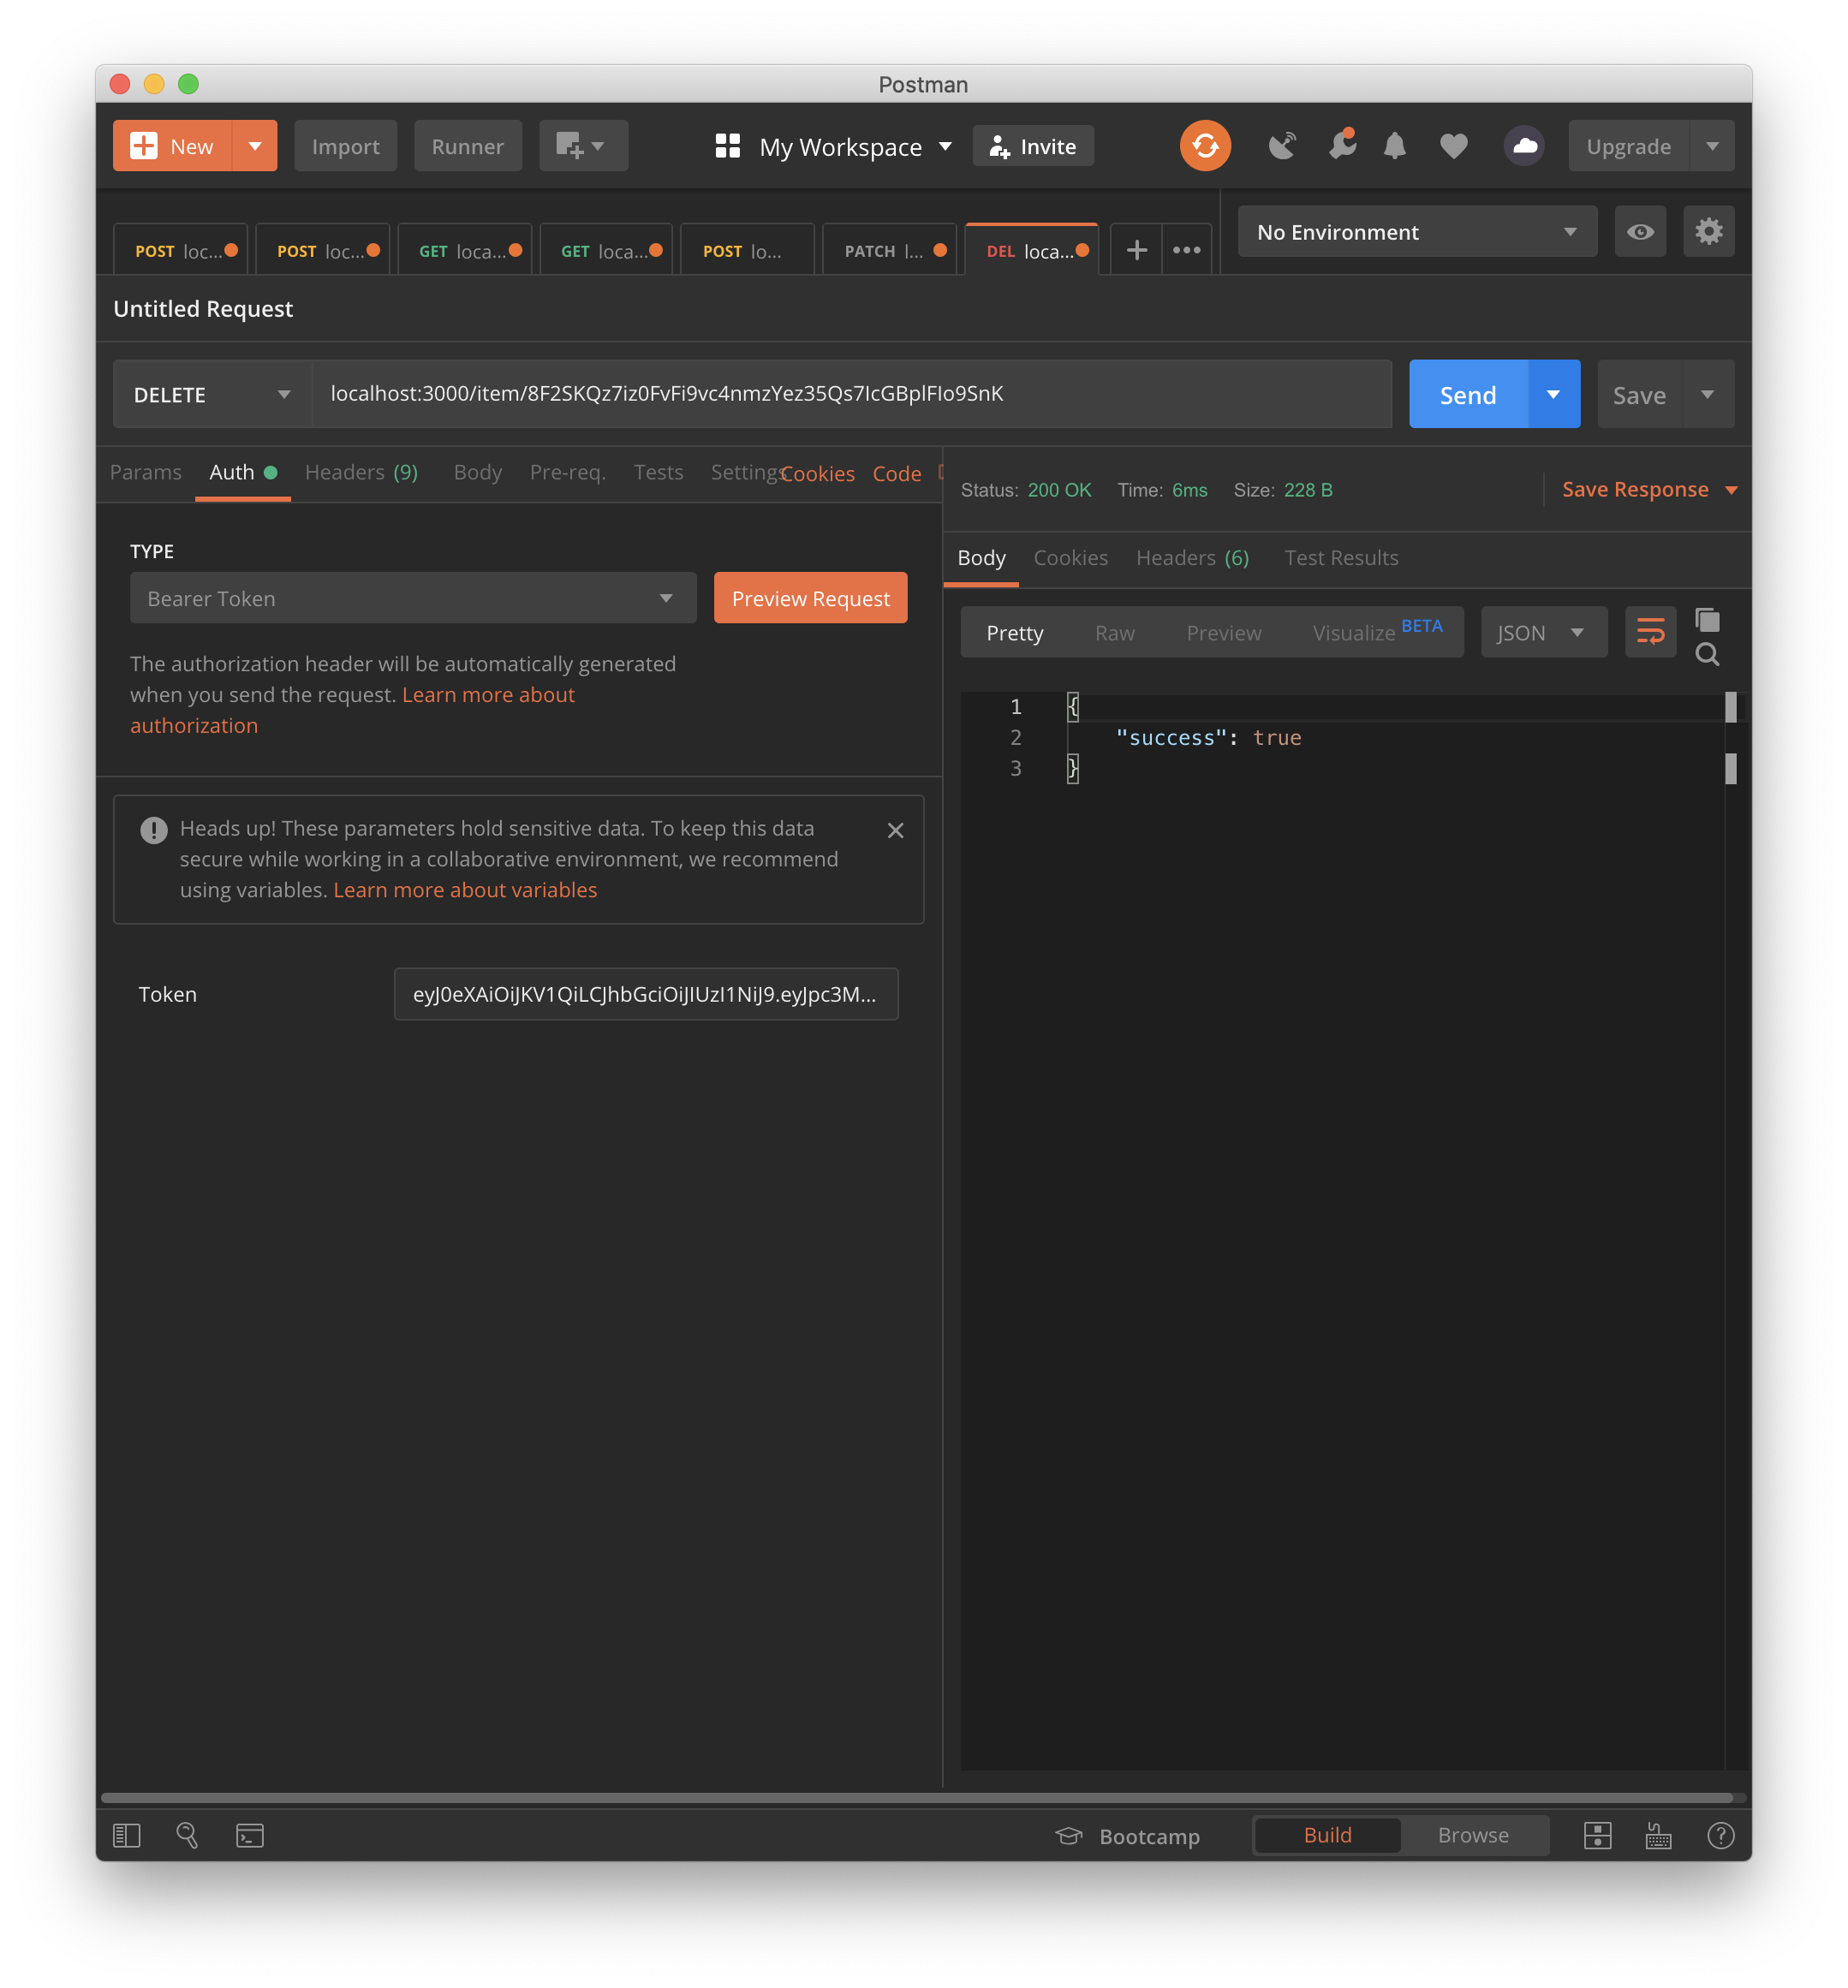 Postman
New
Import
Runner
My Workspace
Invite
Upgrade
POST loc...
POST loc...
GET loca...
GET loca...
POST lo...
PATCH l...
DEL loca...
No Environment
Untitled Request
DELETE
localhost:3000/item/8F2SKQz7iz0FvFi9vc4nmzYez35Qs7IcGBplFIo9SnK
Send
Save
Params
Auth
Headers (9)
Body
Pre-req.
Tests
Settings
Cookies
Code
TYPE
Bearer Token
Preview Request
The authorization header will be automatically generated
when you send the request. Learn more about
authorization
Heads up! These parameters hold sensitive data. To keep this data
secure while working in a collaborative environment, we recommend
using variables. Learn more about variables
Token
eyJ0eXAiOiJKV1QiLCJhbGciOiJIUzI1NiJ9.eyJpc3M...
Status: 200 OK
Time: 6ms
Size: 228 B
Save Response
Body
Cookies
Headers (6)
Test Results
Pretty
Raw
Preview
Visualize BETA
JSON
1 {
2 "success": true
3 }
Bootcamp
Build
Browse